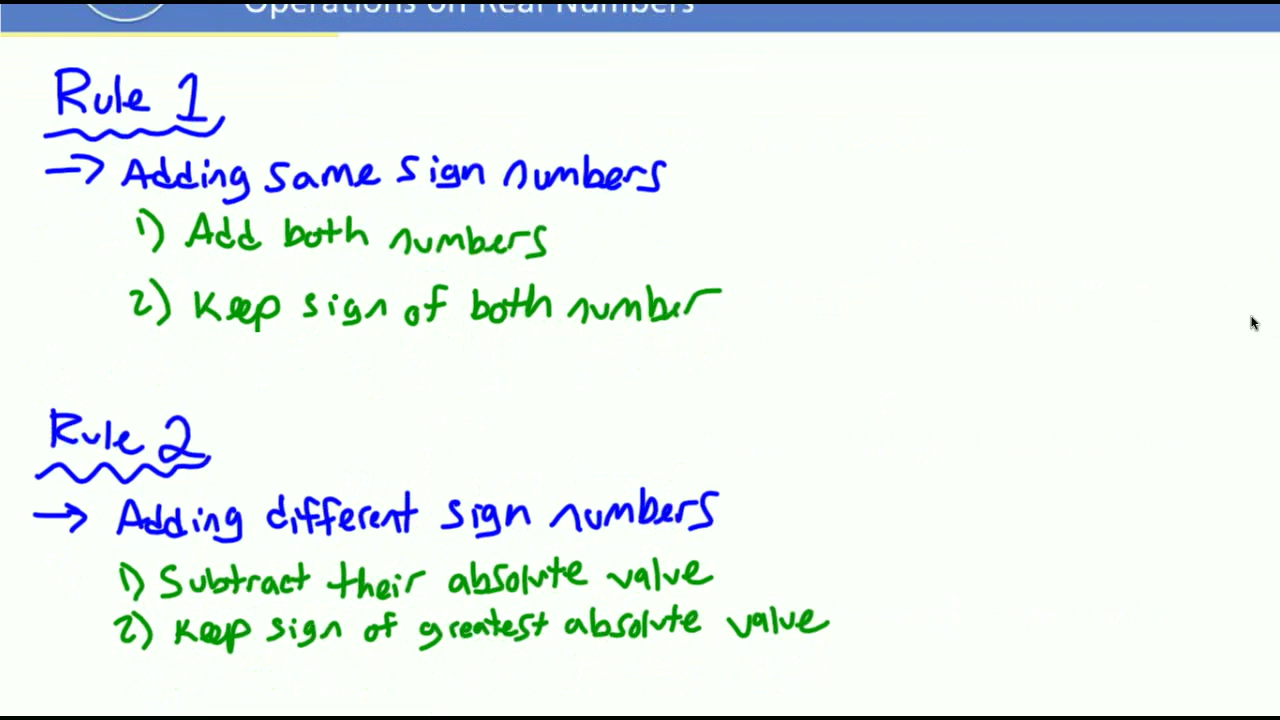 Operations on Real Numbers
Rule 1
→ Adding same sign numbers
1) Add both numbers
2) Keep sign of both number
Rule 2
→ Adding different sign numbers
1) Subtract their absolute value
2) Keep sign of greatest absolute value